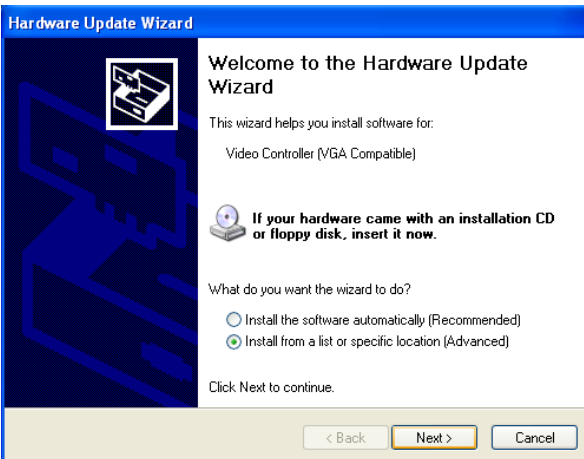 Hardware Update Wizard
Welcome to the Hardware Update
Wizard
This wizard helps you install software for:
Video Controller (VGA Compatible)
If your hardware came with an installation CD
or floppy disk, insert it now.
What do you want the wizard to do?
Install the software automatically (Recommended)
Install from a list or specific location (Advanced)
Click Next to continue.
< Back Next > Cancel